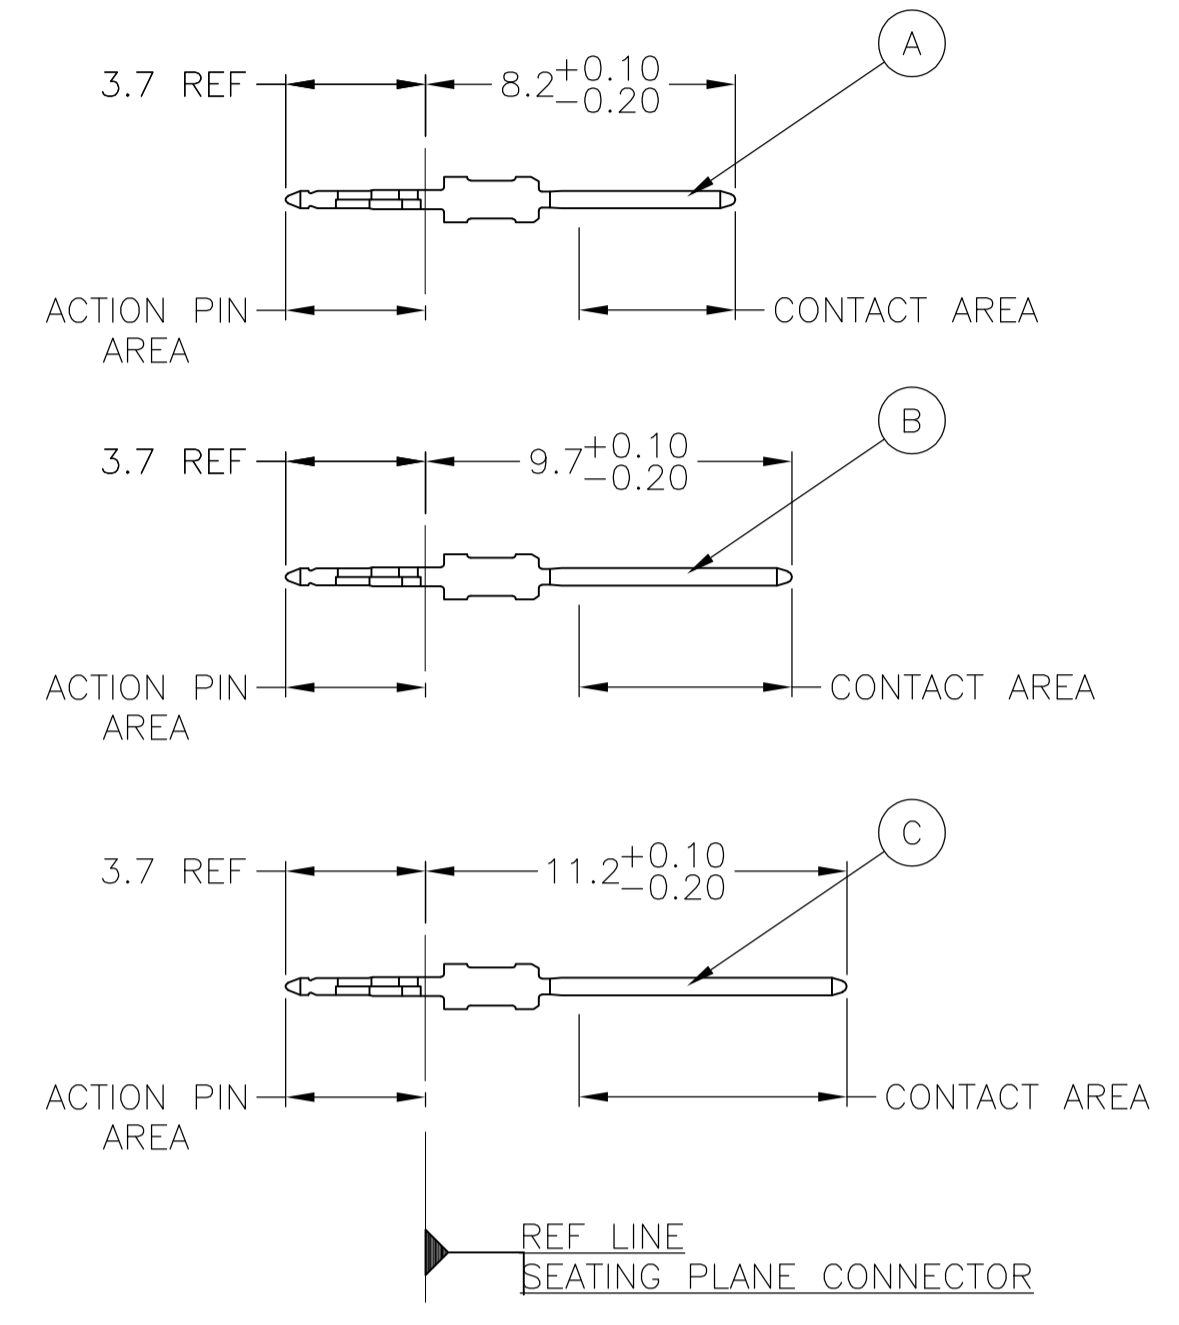 A
3.7 REF 8.2 +0.10
-0.20
ACTION PIN
AREA
CONTACT AREA
B
3.7 REF 9.7 +0.10
-0.20
ACTION PIN
AREA
CONTACT AREA
C
3.7 REF 11.2 +0.10
-0.20
ACTION PIN
AREA
CONTACT AREA
REF LINE
SEATING PLANE CONNECTOR